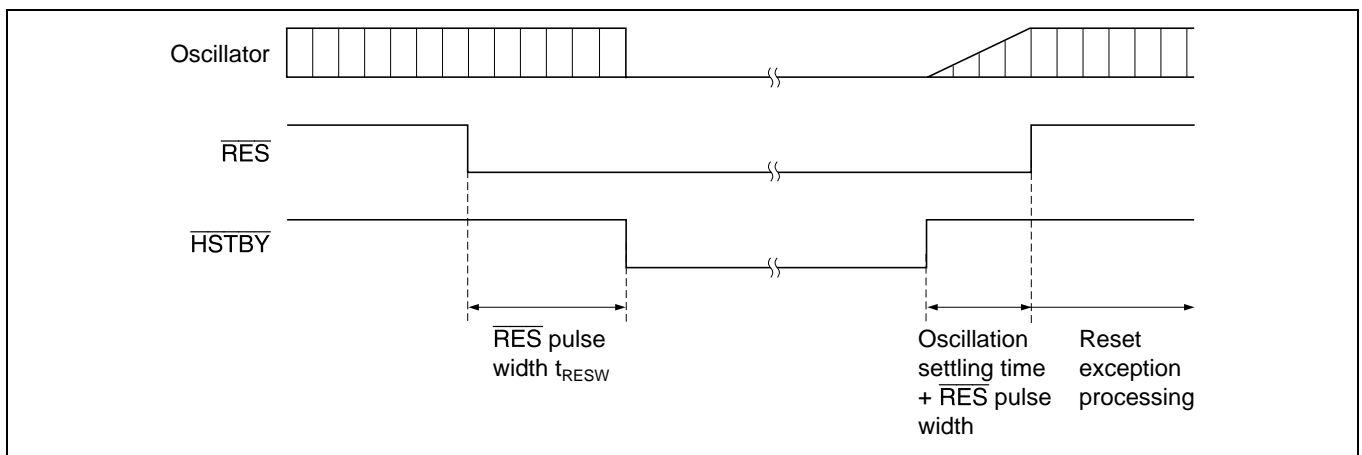 Oscillator
RES
HSTBY
RES pulse
width tRESW
Oscillation
settling time
+ RES pulse
width
Reset
exception
processing